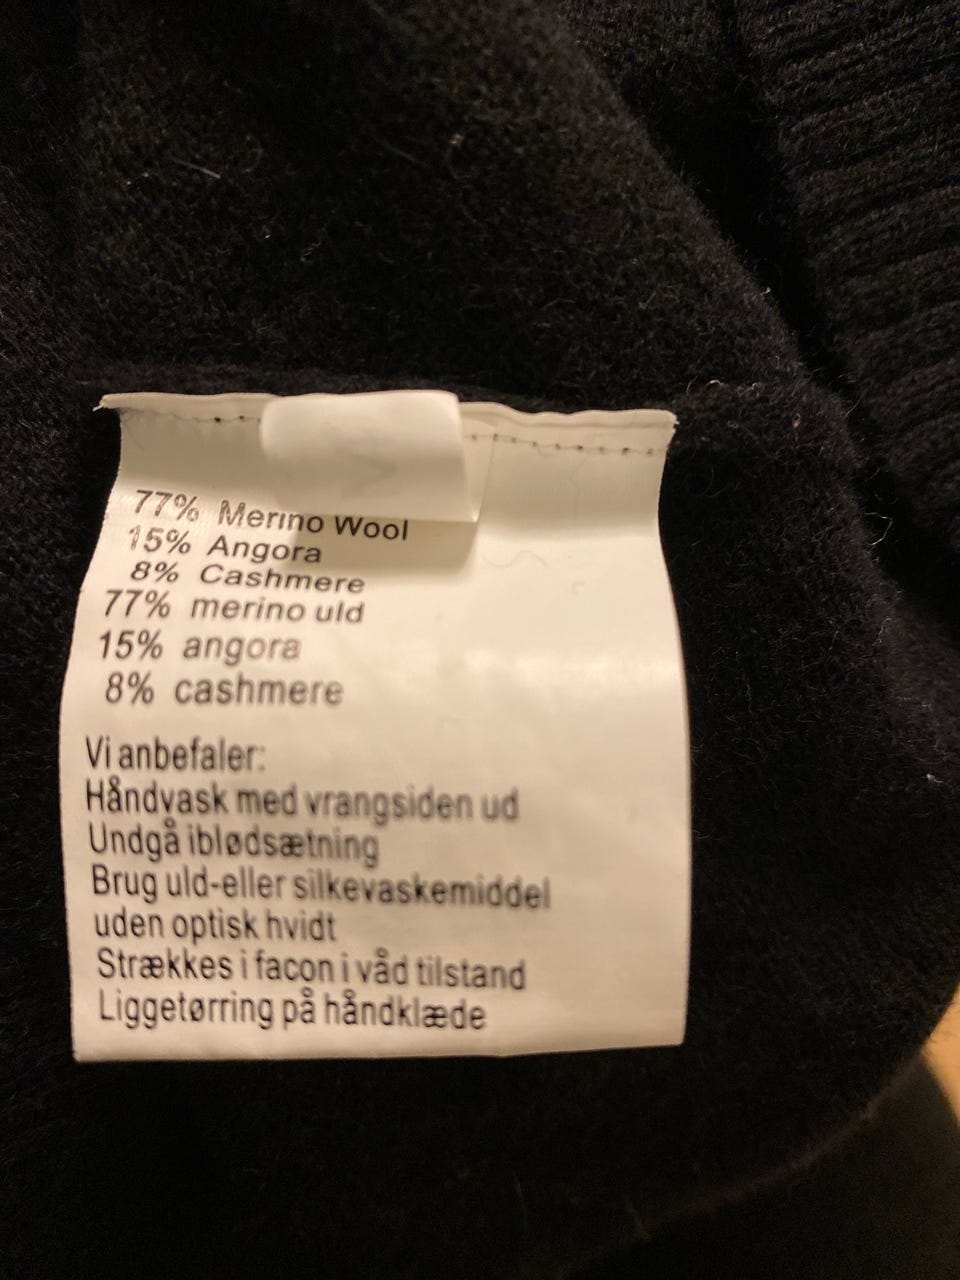 77% Merino Wool
15% Angora
8% Cashmere
77% merino uld
15% angora
8% cashmere
Vi anbefaler:
Håndvask med vrangsiden ud
Undgå iblødsætning
Brug uld-eller silkevaskemiddel
uden optisk hvidt
Strækkes i facon i våd tilstand
Liggetørring på håndklæde